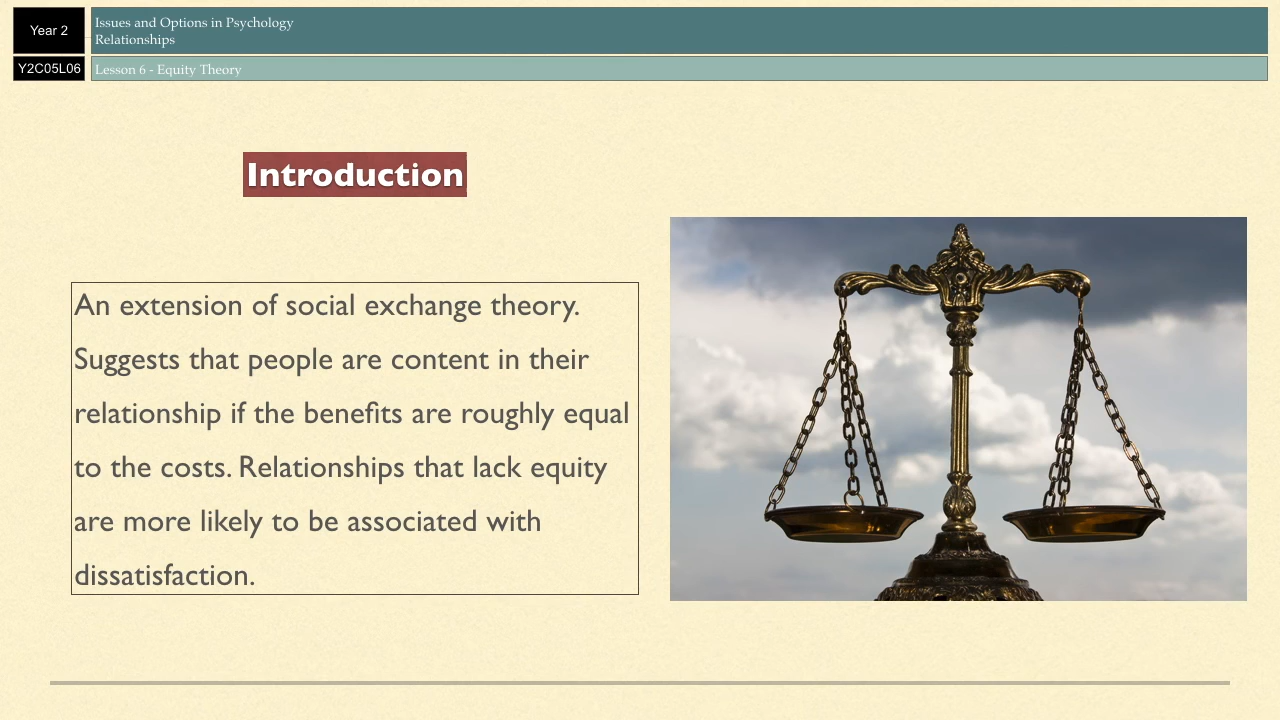 Year 2
Issues and Options in Psychology
Relationships
Y2C05L06
Lesson 6 - Equity Theory
Introduction
An extension of social exchange theory.
Suggests that people are content in their
relationship if the benefits are roughly equal
to the costs. Relationships that lack equity
are more likely to be associated with
dissatisfaction.